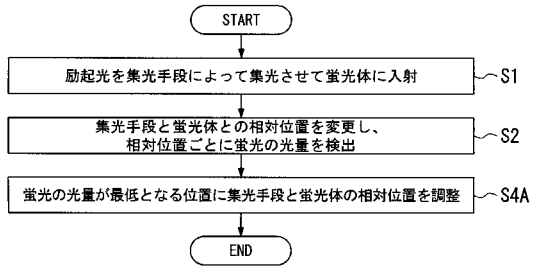 START
励起光を集光手段によって集光させて蛍光体に入射
S1
集光手段と蛍光体との相対位置を変更し、
相対位置ごとに蛍光の光量を検出
S2
蛍光の光量が最低となる位置に集光手段と蛍光体の相対位置を調整
S4A
END